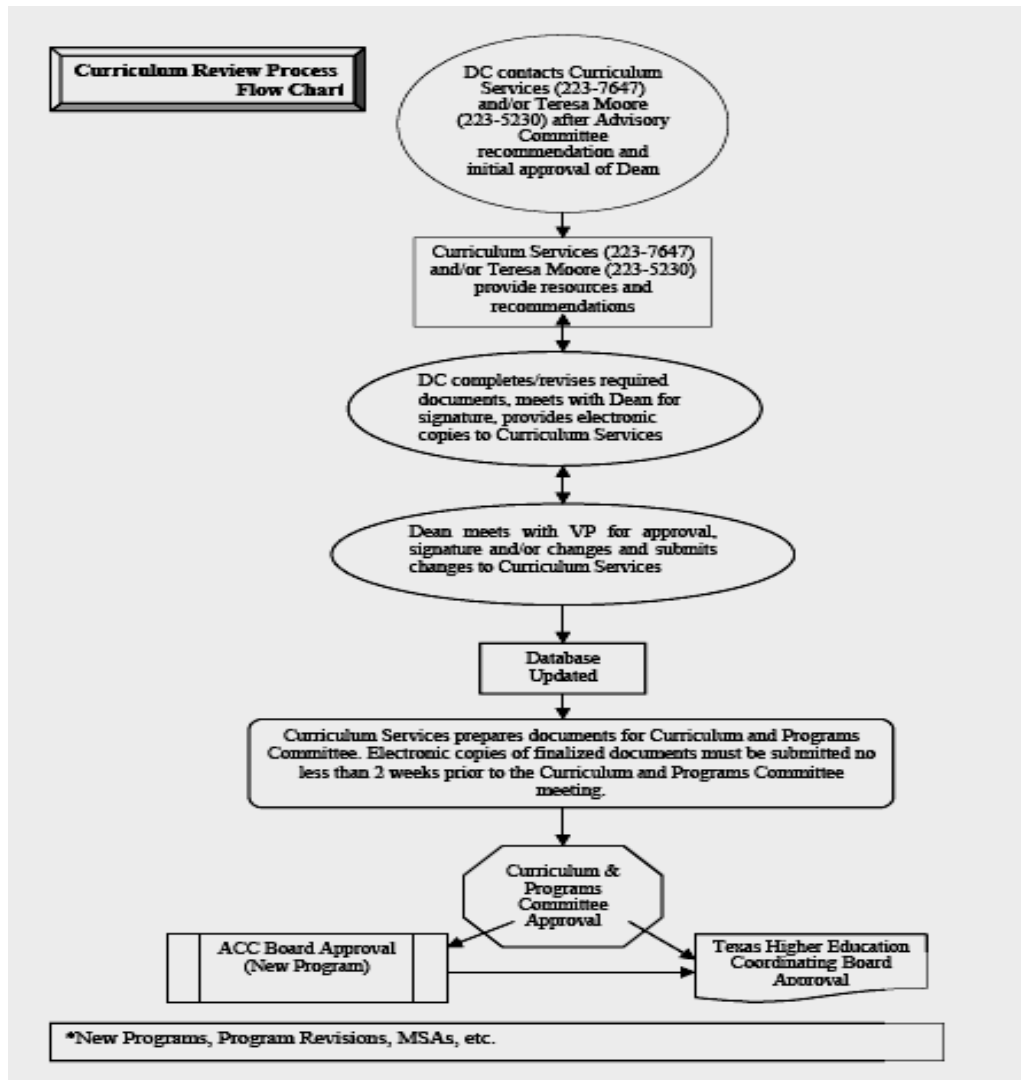 Curriculum Review Process
Flow Chart
DC contacts Curriculum
Services (223-7647)
and/or Teresa Moore
(223-5230) after Advisory
Committee
recommendation and
initial approval of Dean
Curriculum Services (223-7647)
and/or Teresa Moore (223-5230)
provide resources and
recommendations
DC completes/revises required
documents, meets with Dean for
signature, provides electronic
copies to Curriculum Services
Dean meets with VP for approval,
signature and/or changes and submits
changes to Curriculum Services
Database
Updated
Curriculum Services prepares documents for Curriculum and Programs
Committee. Electronic copies of finalized documents must be submitted no
less than 2 weeks prior to the Curriculum and Programs Committee
meeting.
Curriculum &
Programs
Committee
Approval
ACC Board Approval
(New Program)
Texas Higher Education
Coordinating Board
Approval
*New Programs, Program Revisions, MSAs, etc.